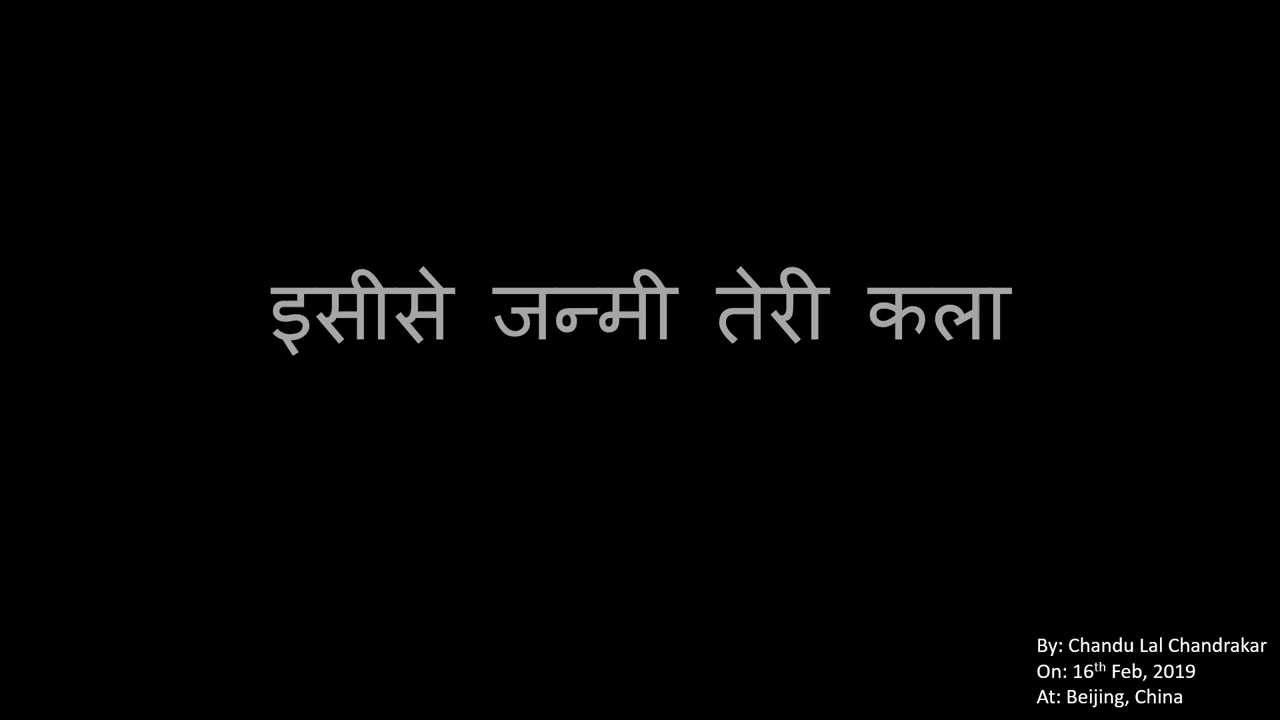 इसीसे जन्मी तेरी कला
By: Chandu Lal Chandrakar
On: 16th Feb, 2019
At: Beijing, China